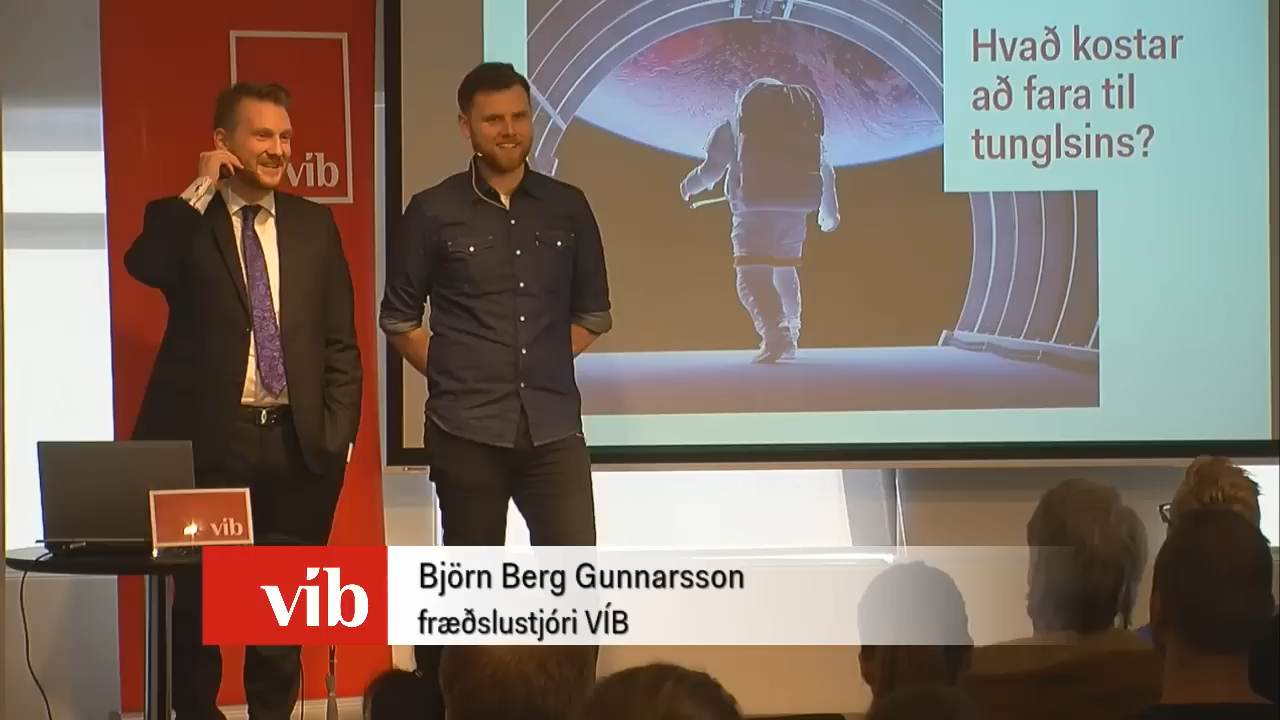 víb
Hvað kostar
að fara til
tunglsins?
víb
víb
Björn Berg Gunnarsson
fræðslustjóri VÍB